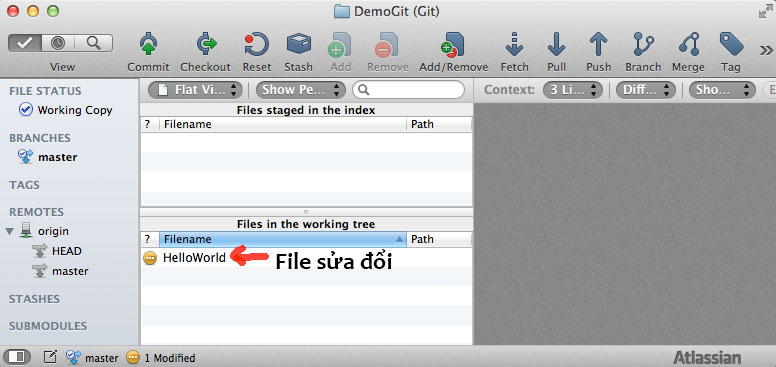 DemoGit (Git)
View
Commit
Checkout
Reset
Stash
Add
Remove
Add/Remove
Fetch
Pull
Push
Branch
Merge
Tag
FILE STATUS
Working Copy
BRANCHES
master
TAGS
REMOTES
origin
HEAD
master
STASHES
SUBMODULES
Flat Vi...
Show Pe...
Files staged in the index
? Filename Path
Files in the working tree
? Filename Path
HelloWorld
File sửa đổi
Context: 3 Li... Diff... Sho... E
master 1 Modified
Atlassian